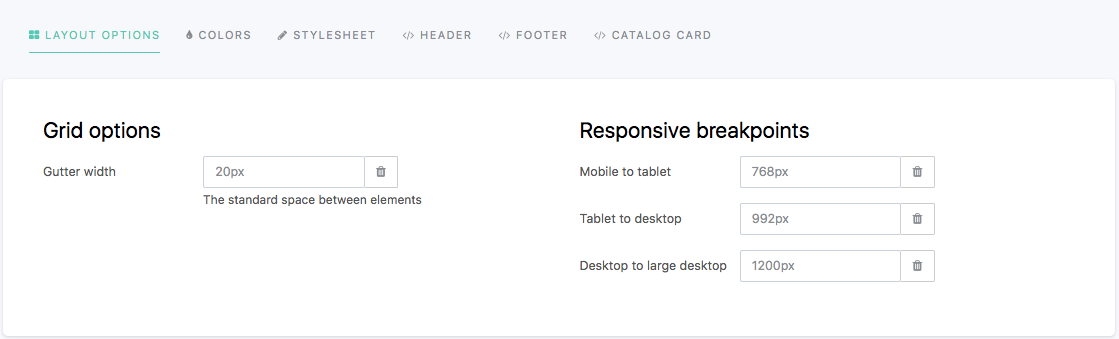 LAYOUT OPTIONS COLORS STYLESHEET </> HEADER </> FOOTER </> CATALOG CARD
Grid options
Gutter width 20px
The standard space between elements
Responsive breakpoints
Mobile to tablet 768px
Tablet to desktop 992px
Desktop to large desktop 1200px